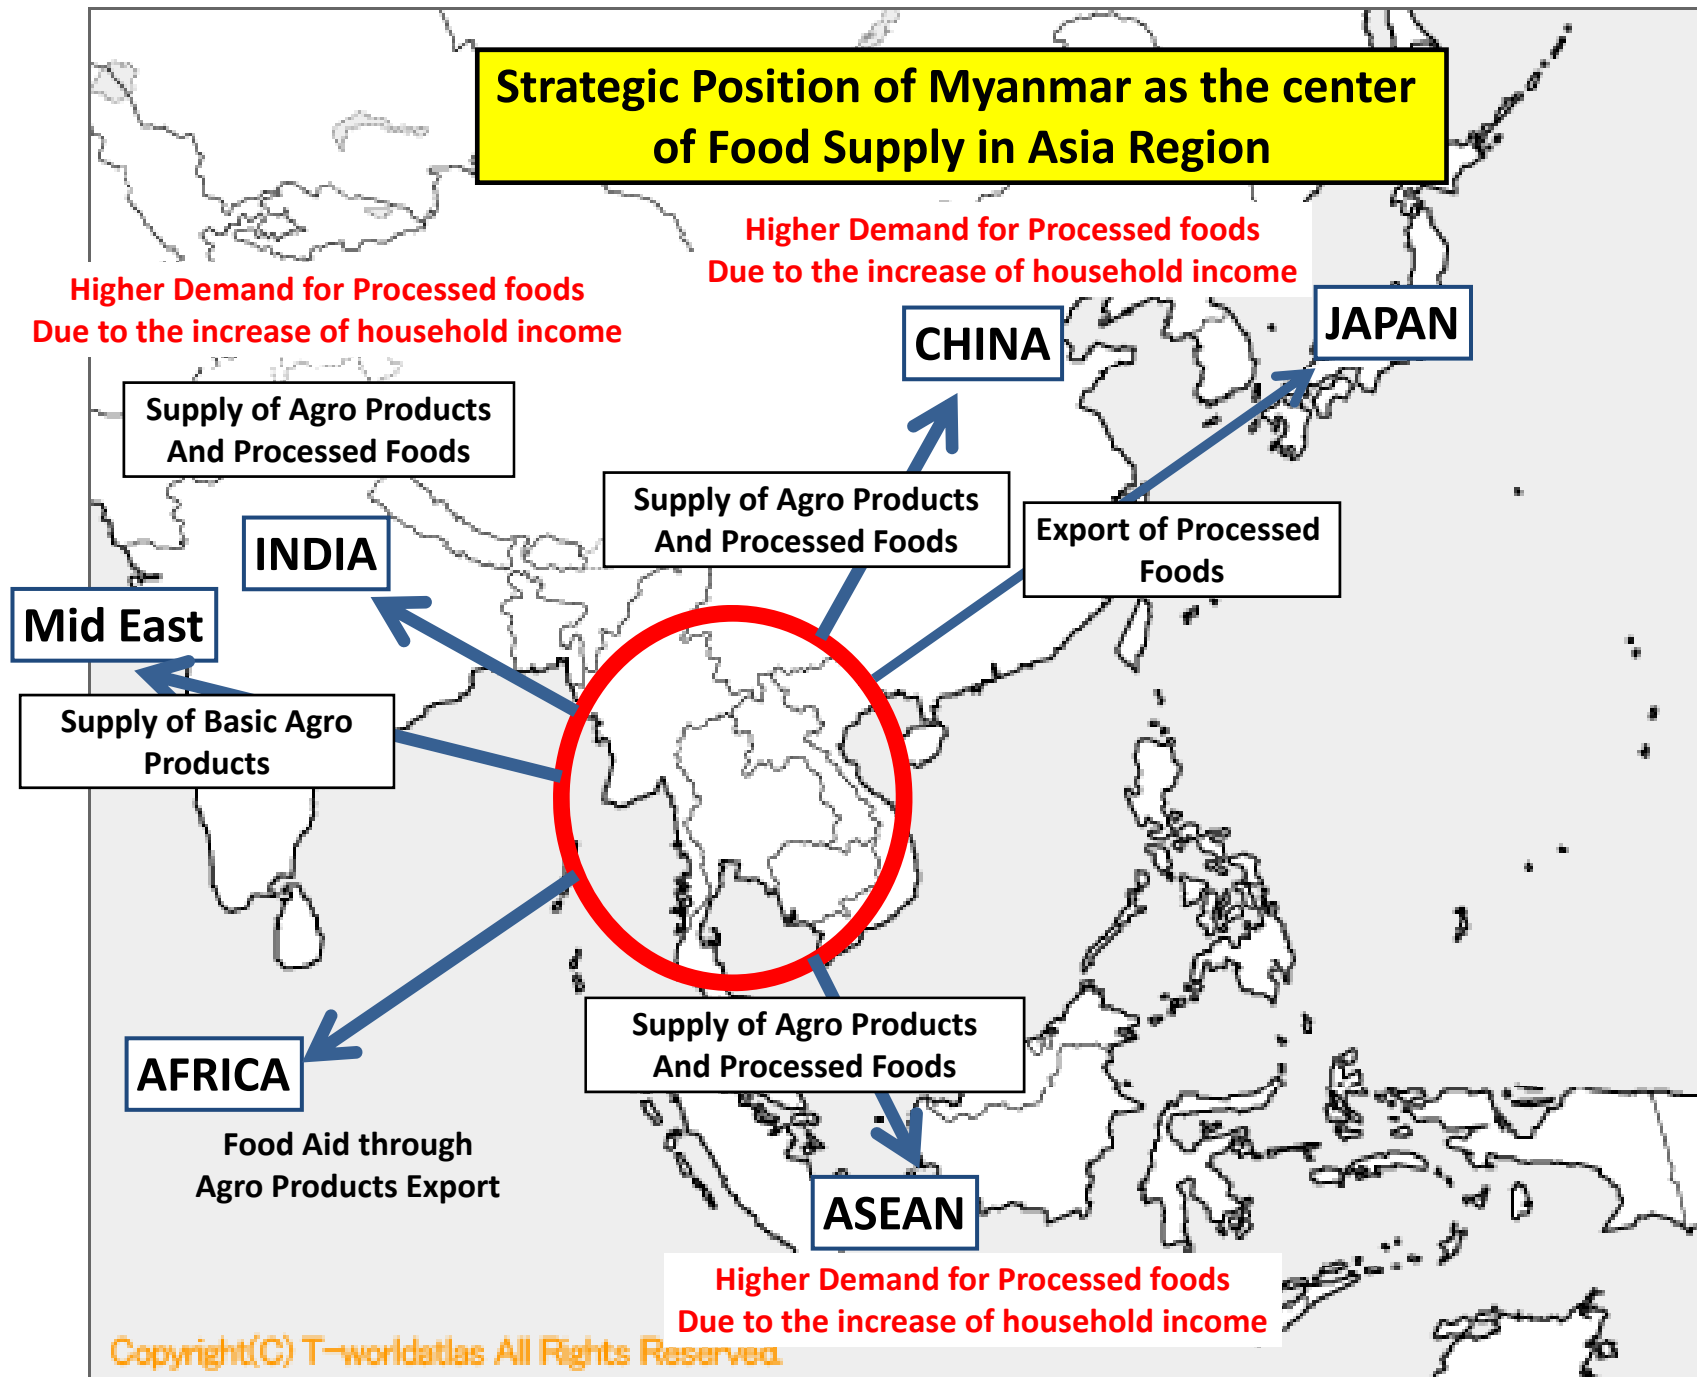 Strategic Position of Myanmar as the center
of Food Supply in Asia Region
Higher Demand for Processed foods
Due to the increase of household income
Higher Demand for Processed foods
Due to the increase of household income
CHINA
JAPAN
Supply of Agro Products
And Processed Foods
Supply of Agro Products
And Processed Foods
Export of Processed
Foods
INDIA
Mid East
Supply of Basic Agro
Products
Supply of Agro Products
And Processed Foods
AFRICA
Food Aid through
Agro Products Export
ASEAN
Higher Demand for Processed foods
Due to the increase of household income
Copyright(C) T-worldatlas All Rights Reserved.